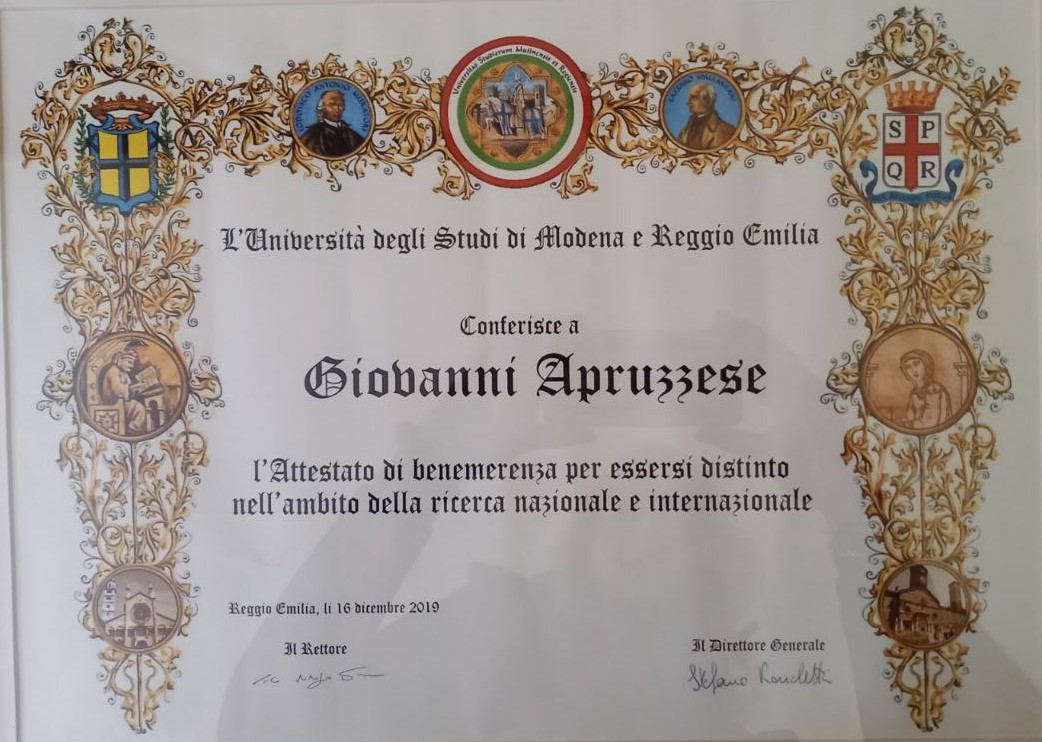 Universitas Studiorum Mutinensis et Regiensis
LODOVICO ANTONIO MURATORI
LAZZARO SPALLANZANI
S P
Q R
L'Università degli Studi di Modena e Reggio Emilia
Conferisce a
Giovanni Apruzzese
l'Attestato di benemerenza per essersi distinto
nell'ambito della ricerca nazionale e internazionale
Reggio Emilia, li 16 dicembre 2019
Il Rettore
Il Direttore Generale
Stefano Ronchetti